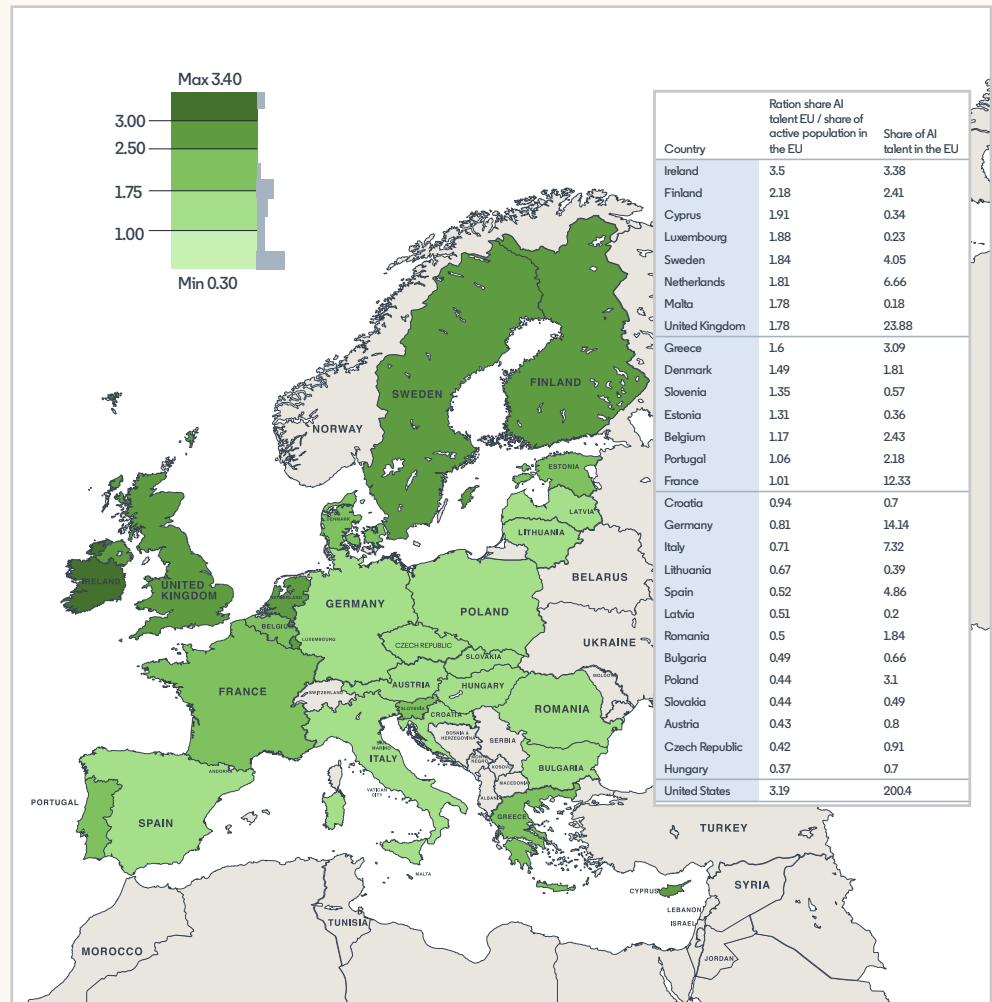 Max 3.40
3.00
2.50
1.75
1.00
Min 0.30
Country Ration share AI talent EU / share of active population in the EU Share of AI talent in the EU
Ireland 3.5 3.38
Finland 2.18 2.41
Cyprus 1.91 0.34
Luxembourg 1.88 0.23
Sweden 1.84 4.05
Netherlands 1.81 6.66
Malta 1.78 0.18
United Kingdom 1.78 23.88
Greece 1.6 3.09
Denmark 1.49 1.81
Slovenia 1.35 0.57
Estonia 1.31 0.36
Belgium 1.17 2.43
Portugal 1.06 2.18
France 1.01 12.33
Croatia 0.94 0.7
Germany 0.81 14.14
Italy 0.71 7.32
Lithuania 0.67 0.39
Spain 0.52 4.86
Latvia 0.51 0.2
Romania 0.5 1.84
Bulgaria 0.49 0.66
Poland 0.44 3.1
Slovakia 0.44 0.49
Austria 0.43 0.8
Czech Republic 0.42 0.91
Hungary 0.37 0.7
United States 3.19 200.4
SWEDEN
FINLAND
NORWAY
ESTONIA
LATVIA
DENMARK
LITHUANIA
BELARUS
IRELAND
UNITED
KINGDOM
GERMANY
POLAND
BELGIUM
LUXEMBOURG
CZECH REPUBLIC
UKRAINE
SLOVAKIA
FRANCE
SWITZERLAND
AUSTRIA
HUNGARY
SLOVENIA
CROATIA
ROMANIA
BOSNIA &
HERZEGOVINA
SERBIA
MARINO
ITALY
KOSOVO
BULGARIA
ANDORRA
MACEDONIA
VATICAN
CITY
ALBANIA
PORTUGAL
SPAIN
GREECE
TURKEY
MALTA
CYPRUS
SYRIA
LEBANON
ISRAEL
TUNISIA
MOROCCO
JORDAN